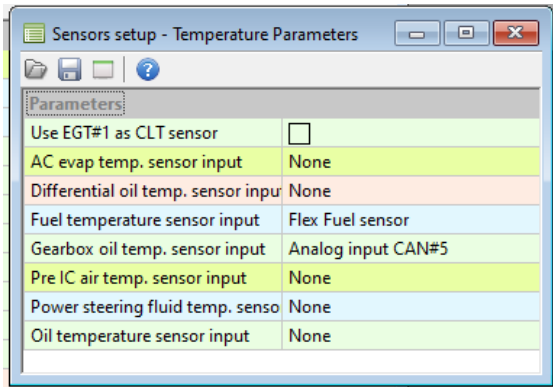 Sensors setup - Temperature Parameters
Parameters
Use EGT#1 as CLT sensor
AC evap temp. sensor input None
Differential oil temp. sensor inpu None
Fuel temperature sensor input Flex Fuel sensor
Gearbox oil temp. sensor input Analog input CAN#5
Pre IC air temp. sensor input None
Power steering fluid temp. senso None
Oil temperature sensor input None